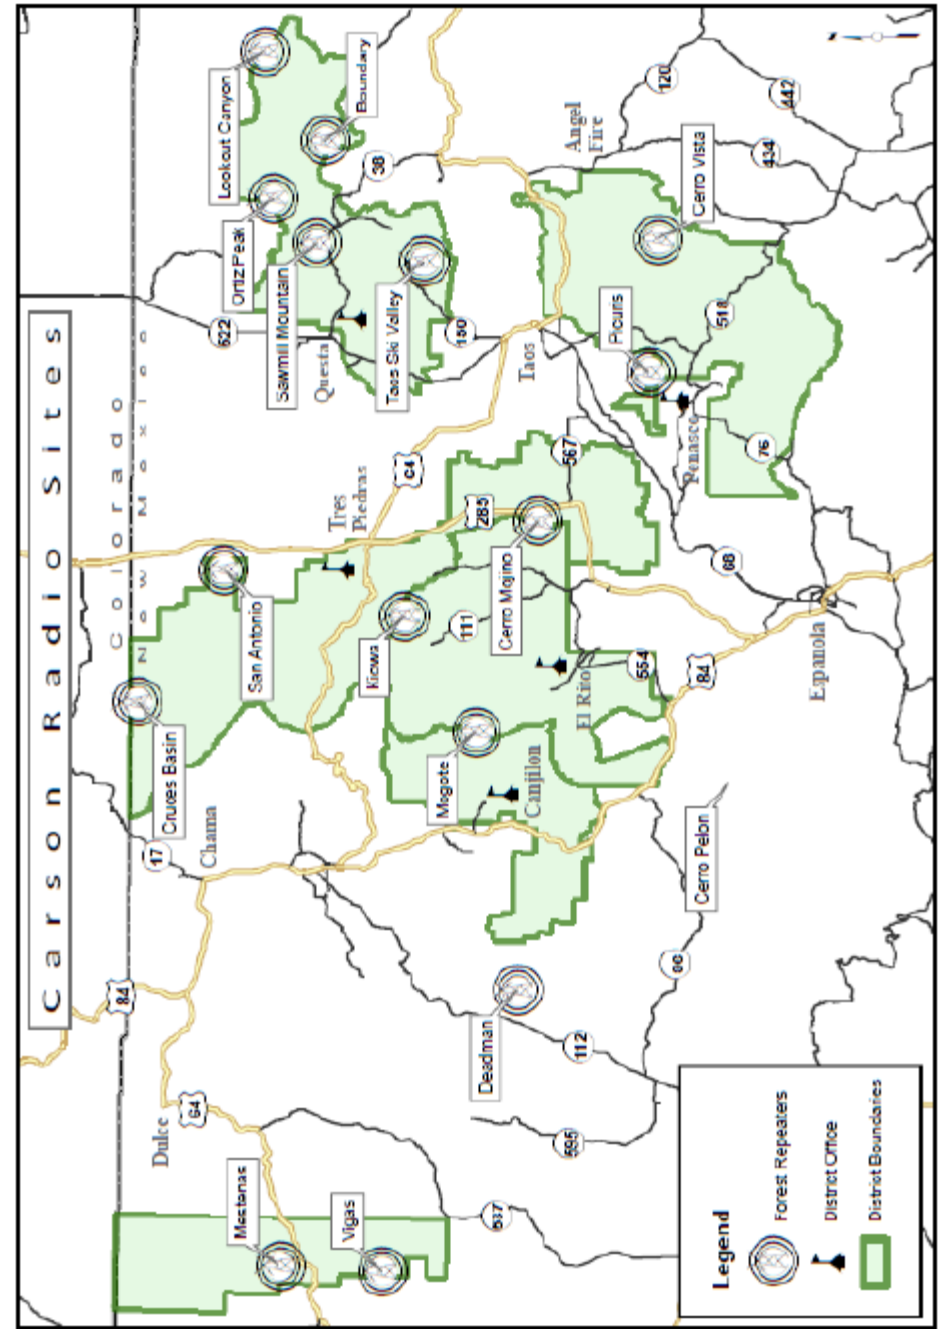 Carson Radio Sites
Colorado
New Mexico
Lookout Canyon
Boundary
Ortiz Peak
Sawmill Mountain
Taos Ski Valley
Questa
38
522
150
Angel
Fire
120
442
434
Cerro Vista
Picuris
518
Taos
Penasco
76
Tres
Piedras
285
567
68
Cerro Mojino
San Antonio
Kiowa
111
Cruces Basin
Mogote
El Rito
554
84
Espanola
Canjilon
Chama
17
Cerro Pelon
84
Deadman
112
Dulce
64
595
537
Mestenas
Vigas
Legend
Forest Repeaters
District Office
District Boundaries